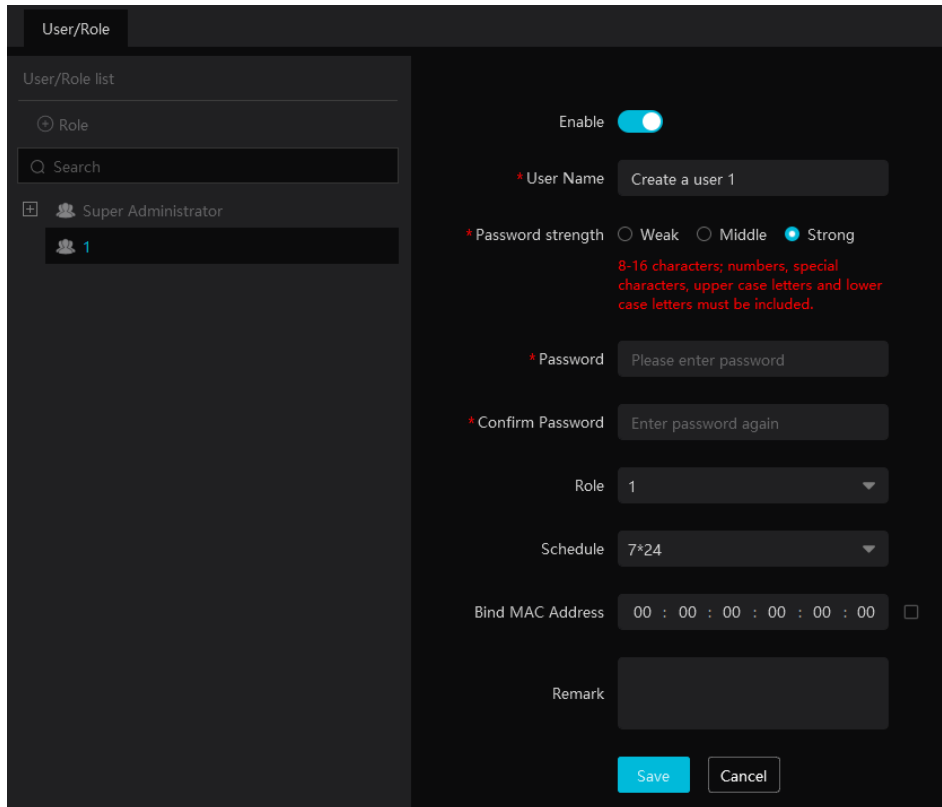 User/Role
User/Role list
Role
Search
Super Administrator
1
Enable
*User Name Create a user 1
*Password strength Weak Middle Strong
8-16 characters; numbers, special
characters, upper case letters and lower
case letters must be included.
*Password Please enter password
*Confirm Password Enter password again
Role 1
Schedule 7*24
Bind MAC Address 00 : 00 : 00 : 00 : 00 : 00
Remark
Save Cancel